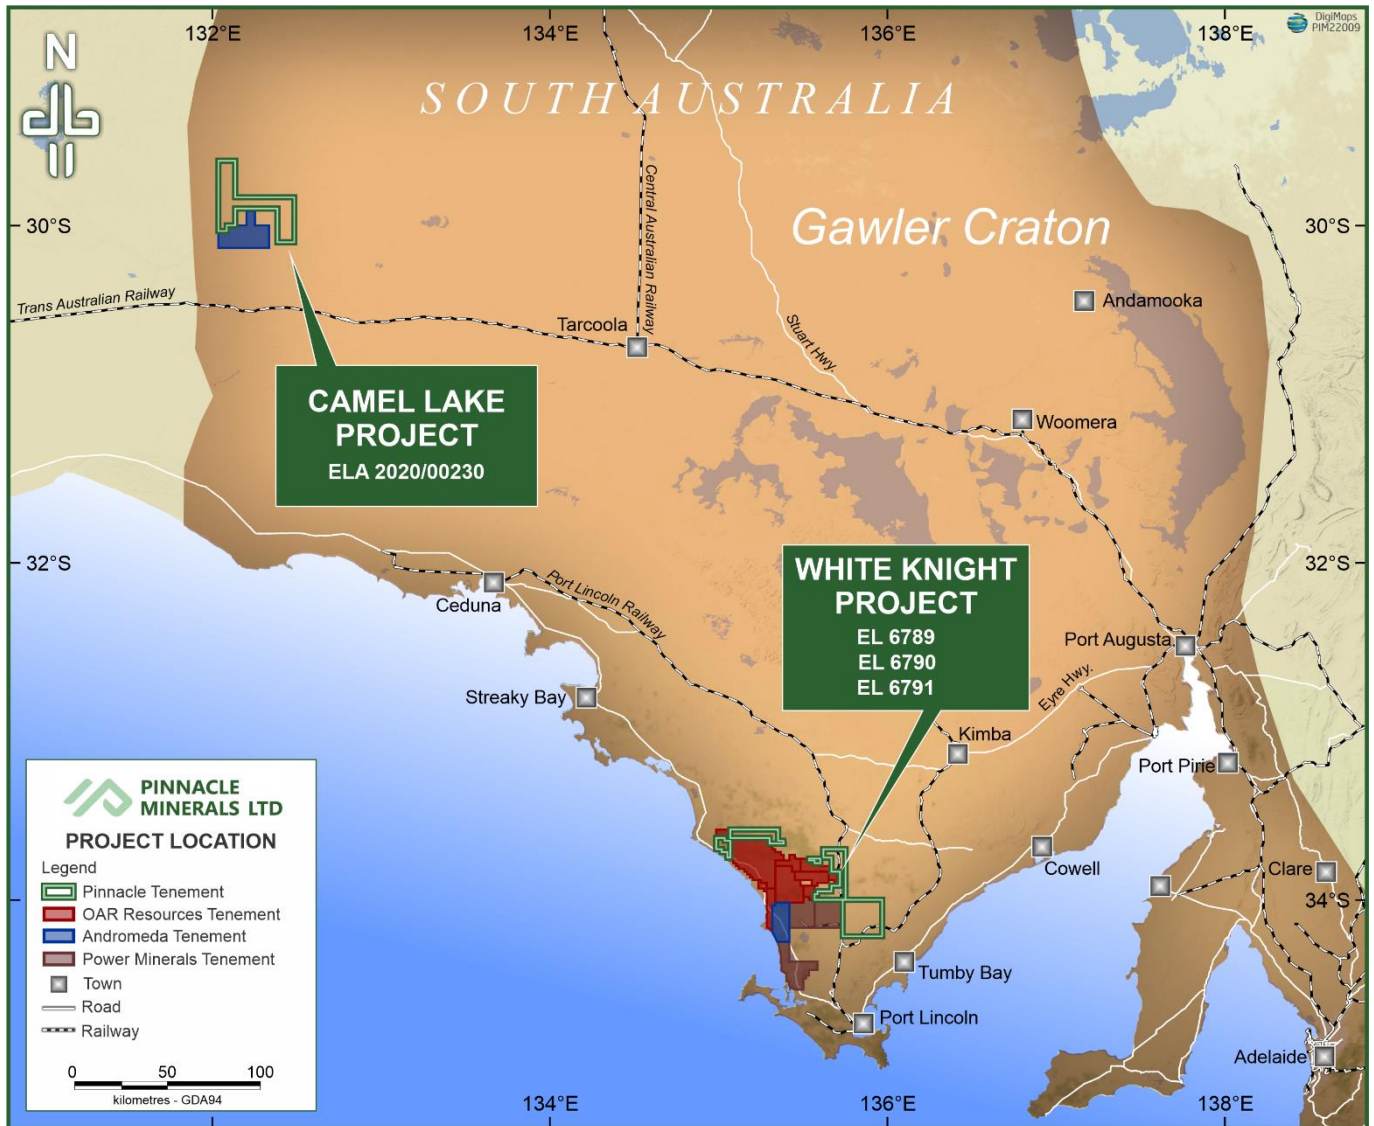 132°E
134°E
136°E
138°E
DigiMaps
PIM22009
N
SOUTH AUSTRALIA
Central Australian Railway
30°S
Gawler Craton
30°S
Trans Australian Railway
Andamooka
Tarcoola
Stuart Hwy.
CAMEL LAKE
PROJECT
ELA 2020/00230
Woomera
32°S
WHITE KNIGHT
PROJECT
EL 6789
EL 6790
EL 6791
32°S
Port Lincoln Railway
Ceduna
Port Augusta
Streaky Bay
Eyre Hwy.
Kimba
Port Pirie
PINNACLE
MINERALS LTD
PROJECT LOCATION
Legend
Pinnacle Tenement
OAR Resources Tenement
Andromeda Tenement
Power Minerals Tenement
Town
Road
Railway
0 50 100
kilometres - GDA94
Cowell
Clare
34°S
Tumby Bay
Port Lincoln
Adelaide
134°E
136°E
138°E